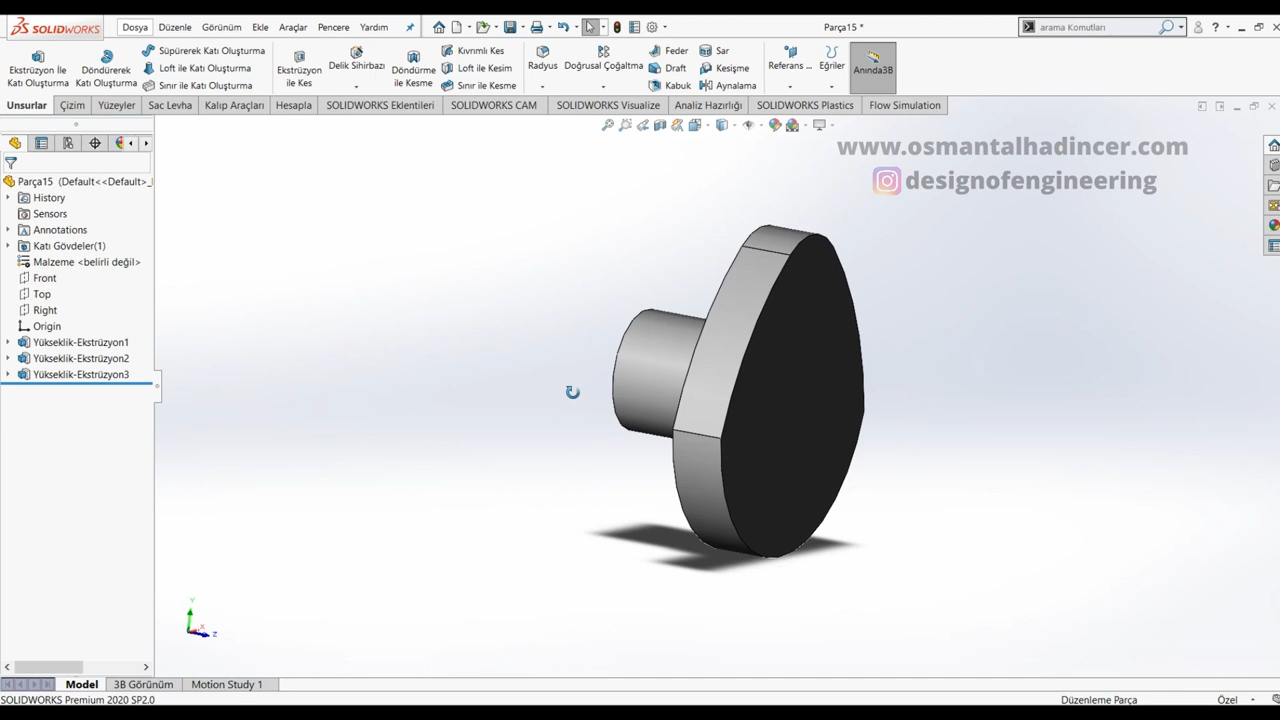 SOLIDWORKS
Dosya Düzenle Görünüm Ekle Araçlar Pencere Yardım
Parça15 *
arama Komutları
Ekstrüzyon İle Katı Oluşturma
Döndürerek Katı Oluşturma
Süpürerek Katı Oluşturma
Loft ile Katı Oluşturma
Sınır ile Katı Oluşturma
Ekstrüzyon ile Kes
Delik Sihirbazı
Döndürme ile Kesme
Kıvrımlı Kes
Loft ile Kesim
Sınır ile Kesme
Radyus
Doğrusal Çoğaltma
Feder
Draft
Kabuk
Sar
Kesişme
Aynalama
Referans ...
Eğriler
Anında3B
Unsurlar Çizim Yüzeyler Sac Levha Kalıp Araçları Hesapla SOLIDWORKS Eklentileri SOLIDWORKS CAM SOLIDWORKS Visualize Analiz Hazırlığı SOLIDWORKS Plastics Flow Simulation
www.osmantalhadincer.com
designofengineering
Parça15 (Default<<Default>_
History
Sensors
Annotations
Katı Gövdeler(1)
Malzeme <belirli değil>
Front
Top
Right
Origin
Yükseklik-Ekstrüzyon1
Yükseklik-Ekstrüzyon2
Yükseklik-Ekstrüzyon3
Y
X
Z
Model 3B Görünüm Motion Study 1
SOLIDWORKS Premium 2020 SP2.0
Düzenleme Parça
Özel